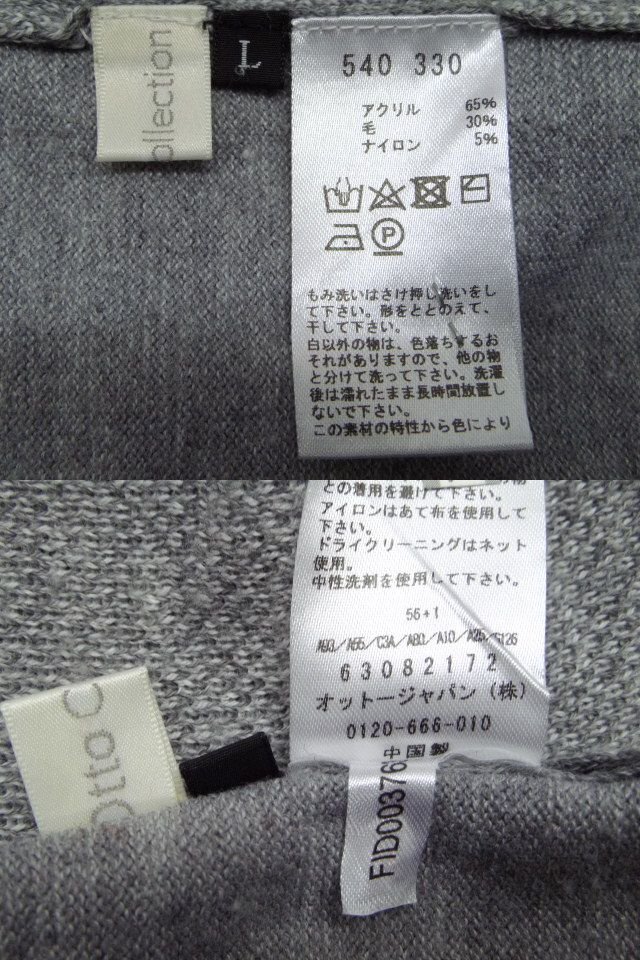 ollection
L
540 330
アクリル 65%
毛 30%
ナイロン 5%
P
もみ洗いはさけ押し洗いをし
て下さい。形をととのえて、
干して下さい。
白以外の物は、色落ちするお
それがありますので、他の物
と分けて洗って下さい。洗濯
後は濡れたまま長時間放置し
ないで下さい。
この素材の特性から色により
との着用を避けて下さい。
アイロンはあて布を使用して
下さい。
ドライクリーニングはネット
使用。
中性洗剤を使用して下さい。
56+1
63082172
オットージャパン(株)
0120-666-010
中国製
Otto C
FID00376